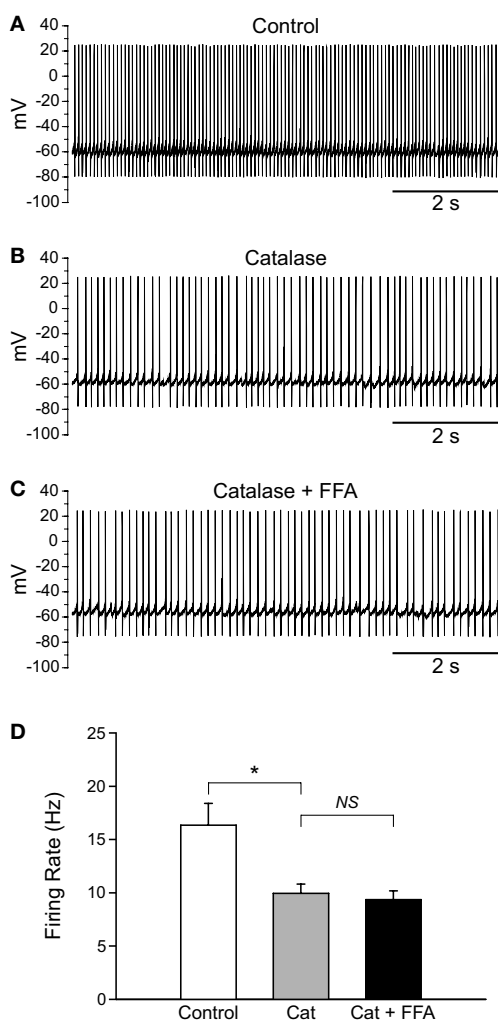 A
Control
40
20
0
-20
-40
-60
-80
-100
mV
2 s
B
Catalase
40
20
0
-20
-40
-60
-80
-100
mV
2 s
C
Catalase + FFA
40
20
0
-20
-40
-60
-80
-100
mV
2 s
D
25
20
15
10
5
0
Firing Rate (Hz)
*
NS
Control Cat Cat + FFA